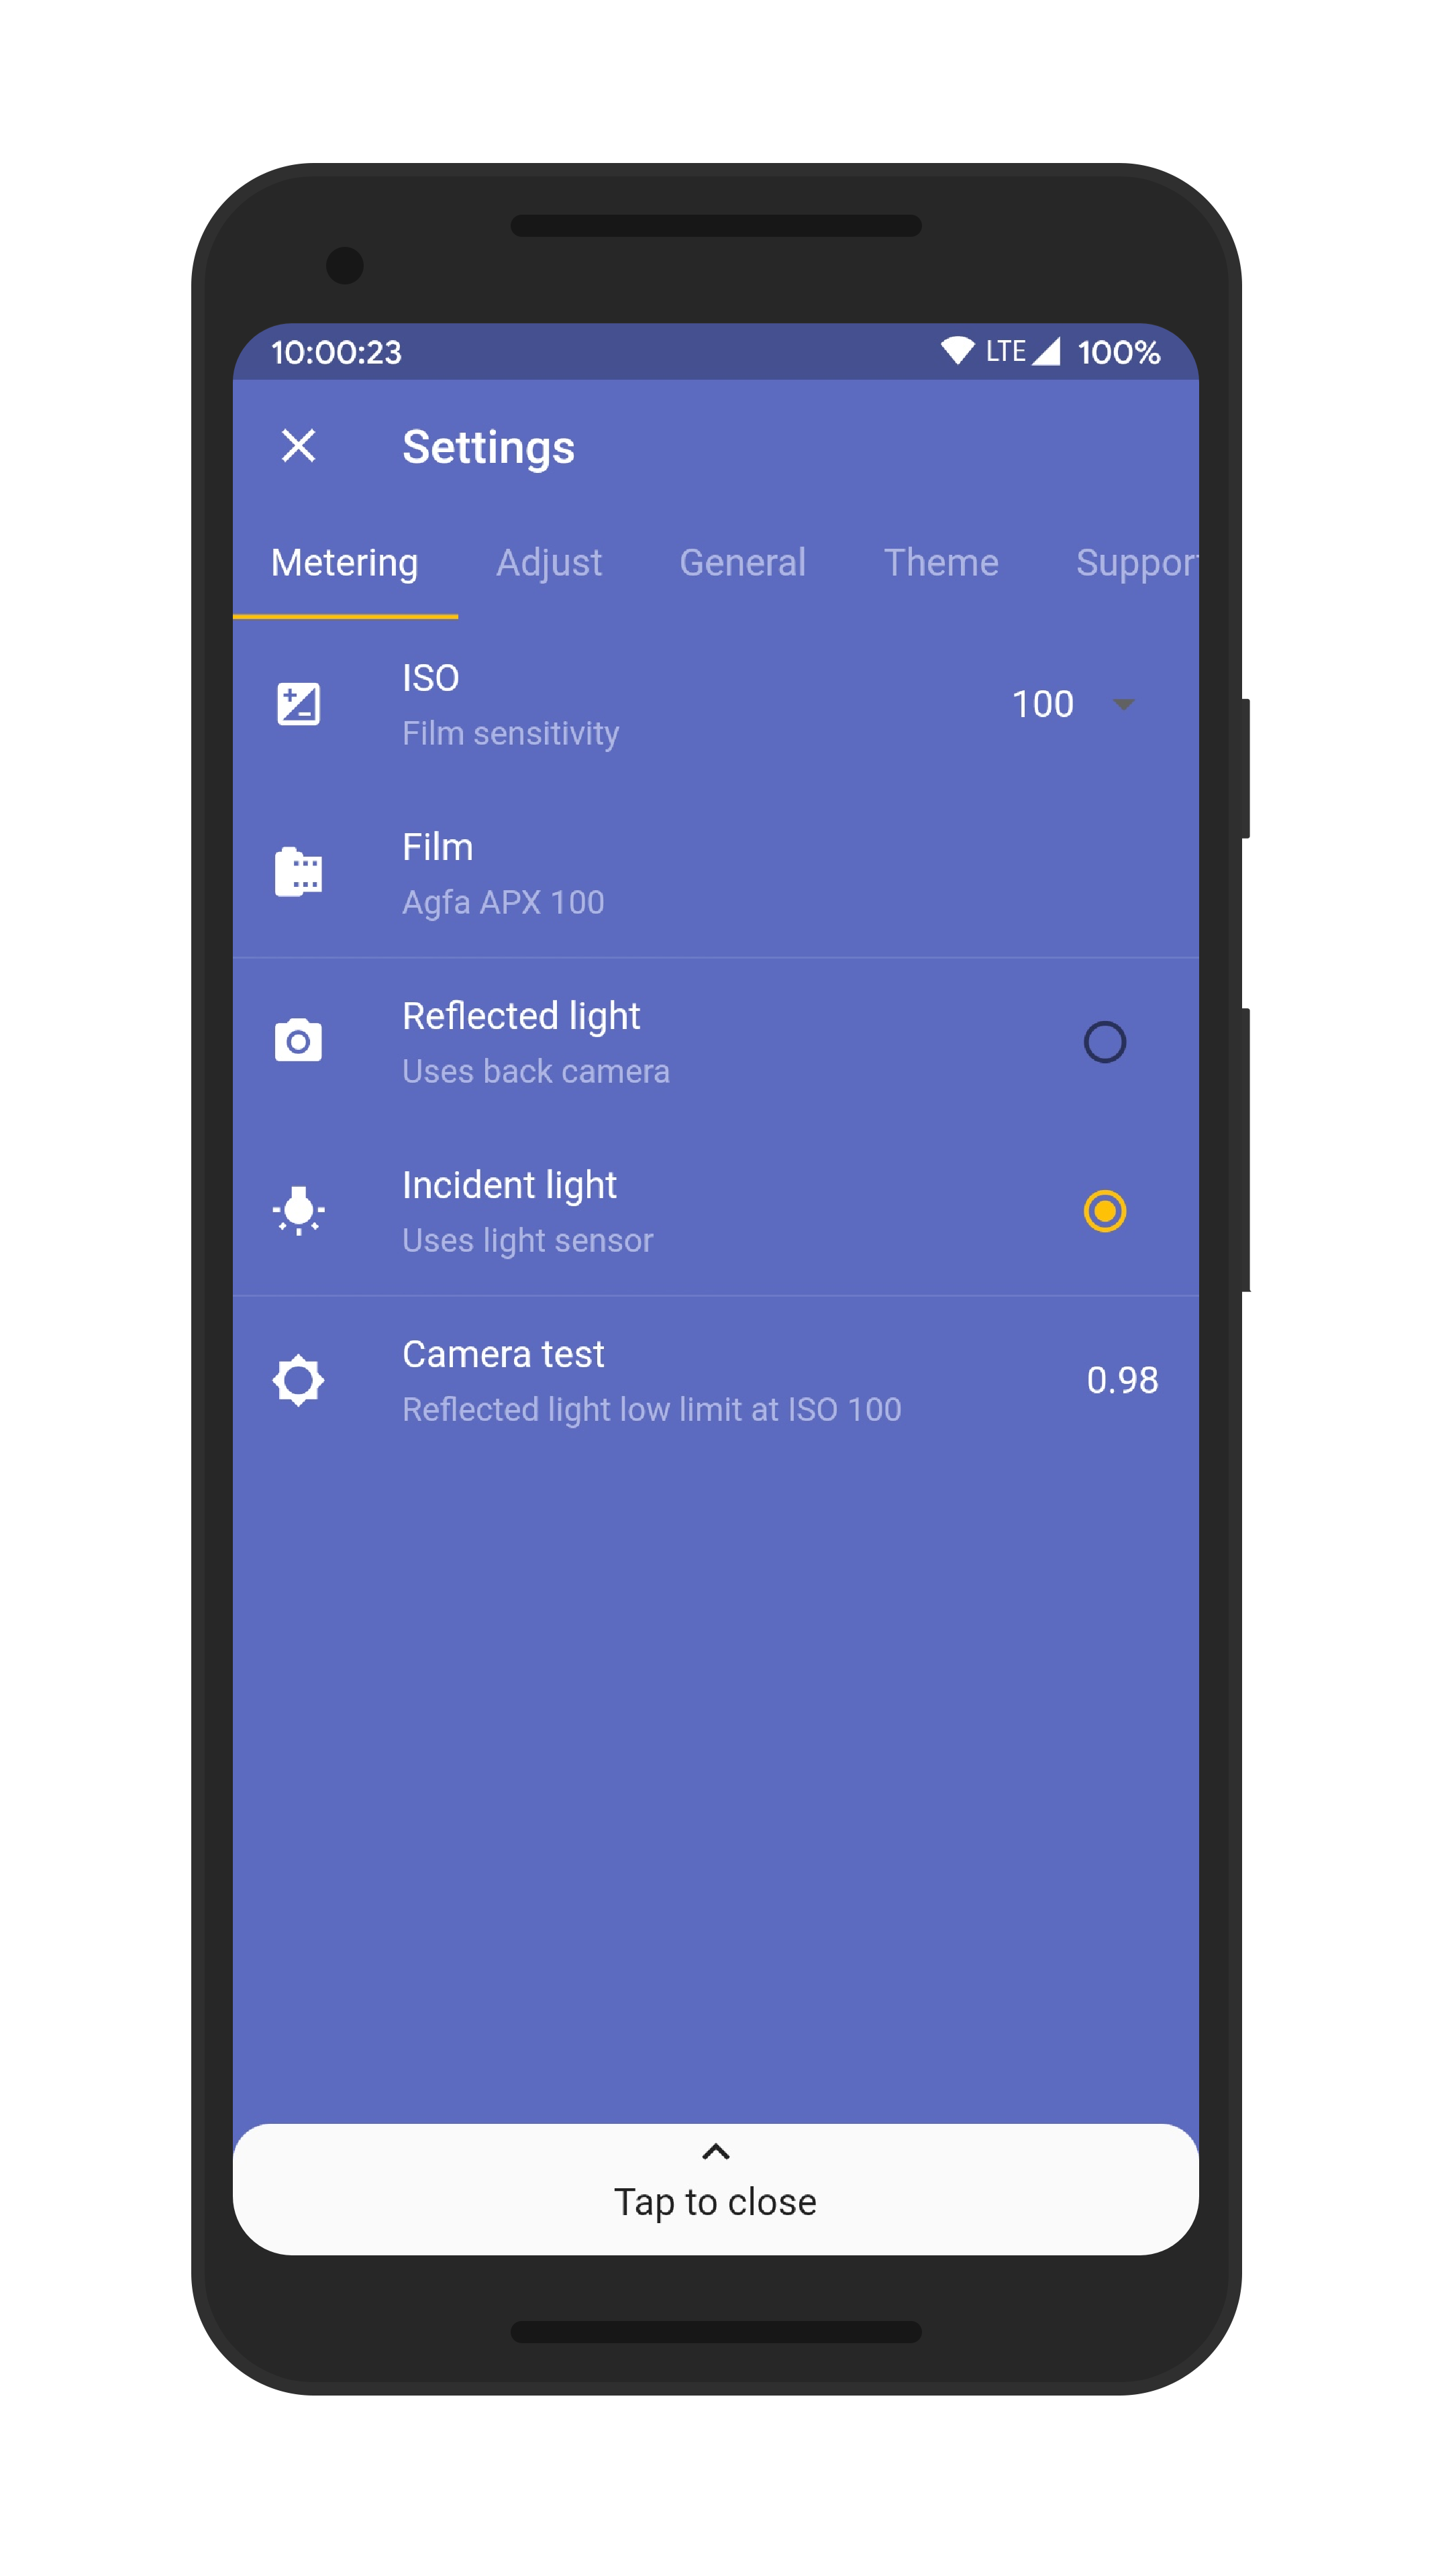 10:00:23 LTE 100%
Settings
Metering Adjust General Theme Suppor
ISO
100
Film sensitivity
Film
Agfa APX 100
Reflected light
Uses back camera
Incident light
Uses light sensor
Camera test
0.98
Reflected light low limit at ISO 100
Tap to close